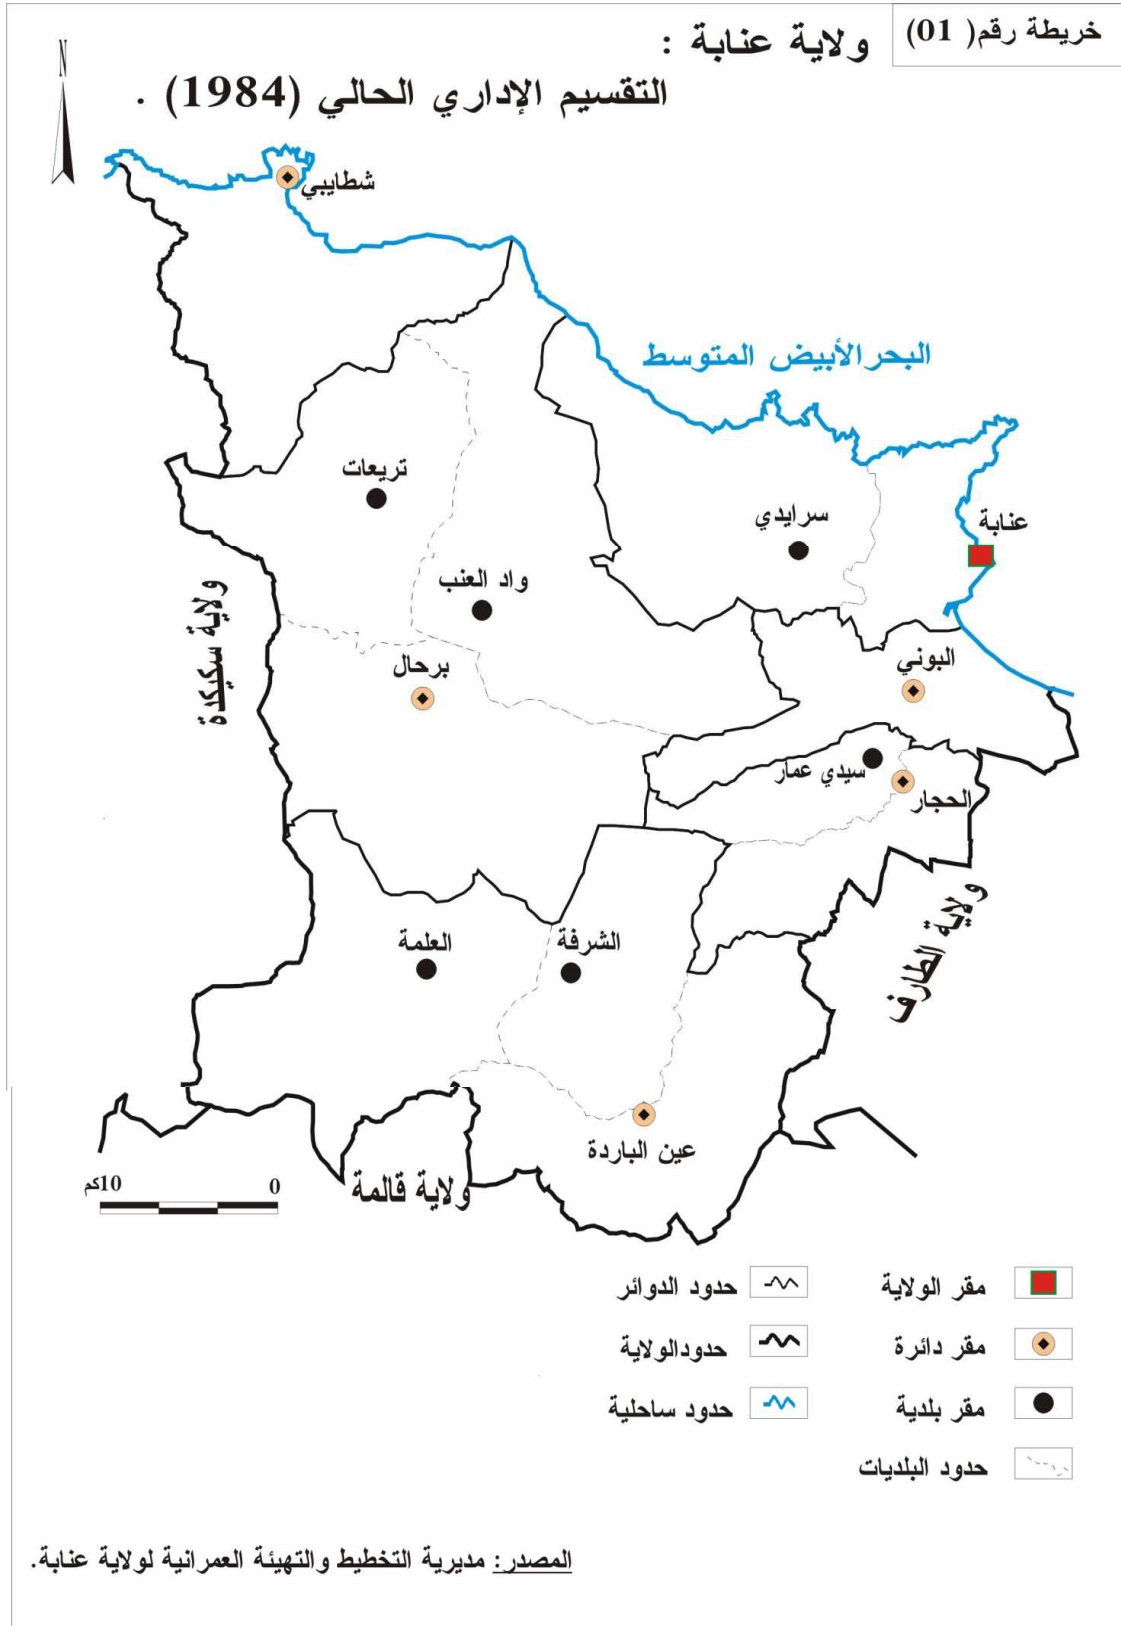 خريطة رقم( 01)
ولاية عنابة :
التقسيم الإداري الحالي (1984) .
N
شطايبي
البحر الأبيض المتوسط
تريعات
سرايدي
عنابة
واد العنب
ولاية سكيكدة
برحال
البوني
سيدي عمار
الحجار
العلمة
الشرفة
ولاية الطارف
عين الباردة
ولاية قالمة
10كم 0
مقر الولاية
حدود الدوائر
مقر دائرة
حدودالولاية
مقر بلدية
حدود ساحلية
حدود البلديات
المصدر: مديرية التخطيط والتهيئة العمرانية لولاية عنابة.